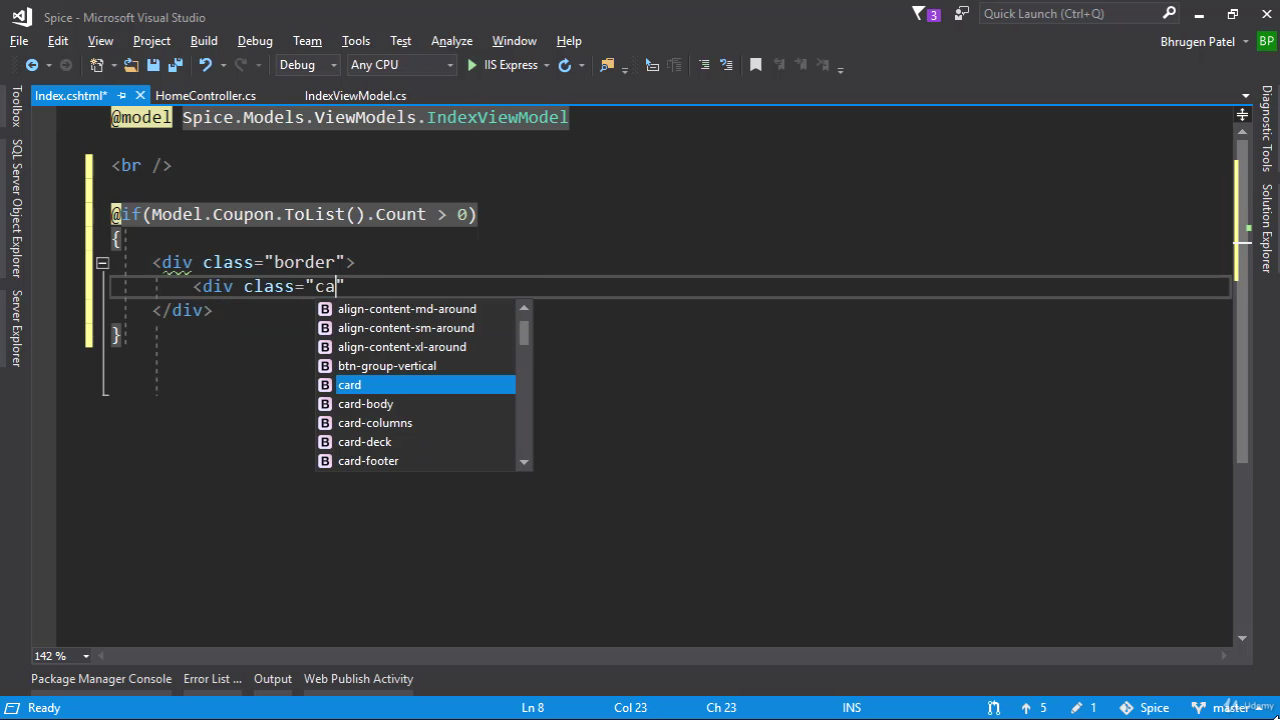 Spice - Microsoft Visual Studio
3
Quick Launch (Ctrl+Q)
File Edit View Project Build Debug Team Tools Test Analyze Window Help
Bhrugen Patel BP
Debug Any CPU IIS Express
Index.cshtml* HomeController.cs IndexViewModel.cs
Toolbox
SQL Server Object Explorer
Server Explorer
Diagnostic Tools
Solution Explorer
@model Spice.Models.ViewModels.IndexViewModel
<br />
@if(Model.Coupon.ToList().Count > 0)
{
<div class="border">
<div class="ca"
</div>
}
B align-content-md-around
B align-content-sm-around
B align-content-xl-around
B btn-group-vertical
B card
B card-body
B card-columns
B card-deck
B card-footer
142 %
Package Manager Console Error List ... Output Web Publish Activity
Ready Ln 8 Col 23 Ch 23 INS 5 1 Spice master
Udemy